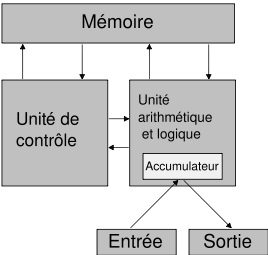 Mémoire
Unité de
contrôle
Unité
arithmétique
et logique
Accumulateur
Entrée
Sortie